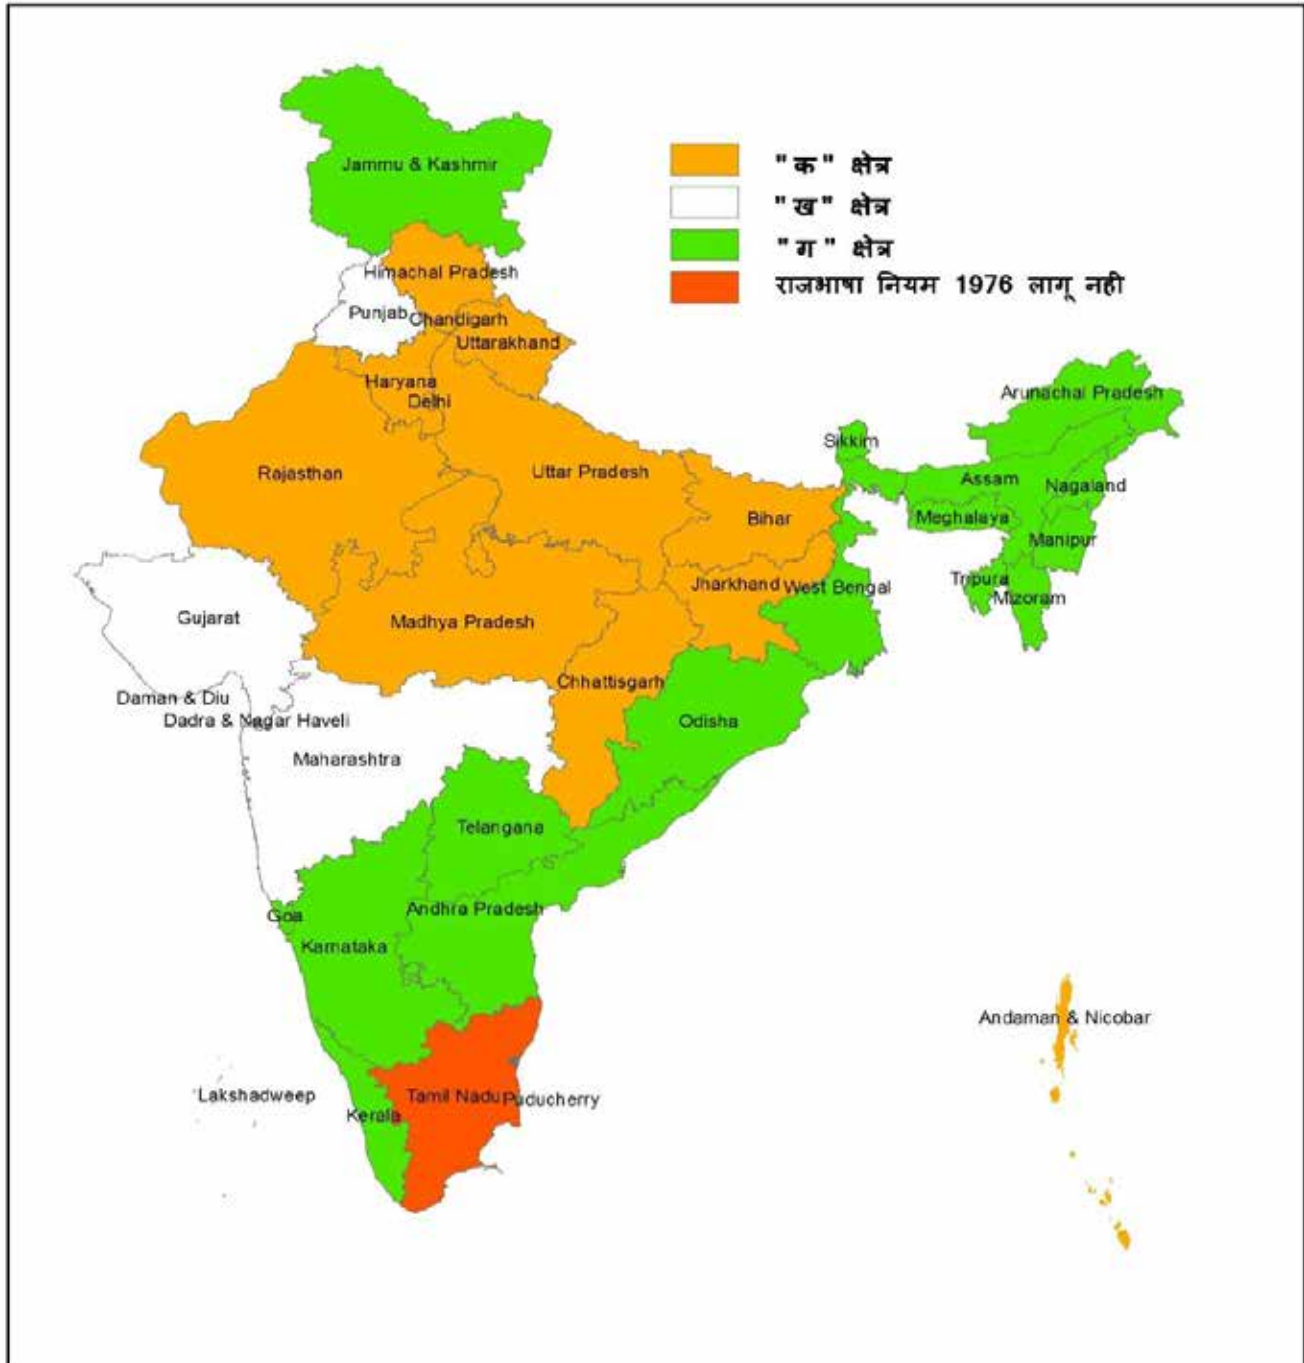 Jammu & Kashmir
"क" क्षेत्र
"ख" क्षेत्र
"ग" क्षेत्र
राजभाषा नियम 1976 लागू नही
Himachal Pradesh
Punjab
Chandigarh
Uttarakhand
Haryana
Delhi
Arunachal Pradesh
Sikkim
Rajasthan
Uttar Pradesh
Assam
Nagaland
Bihar
Meghalaya
Manipur
Jharkhand
West Bengal
Tripura
Mizoram
Gujarat
Madhya Pradesh
Chhattisgarh
Daman & Diu
Dadra & Nagar Haveli
Odisha
Maharashtra
Telangana
Goa
Andhra Pradesh
Karnataka
Andaman & Nicobar
Lakshadweep
Tamil Nadu
Puducherry
Kerala